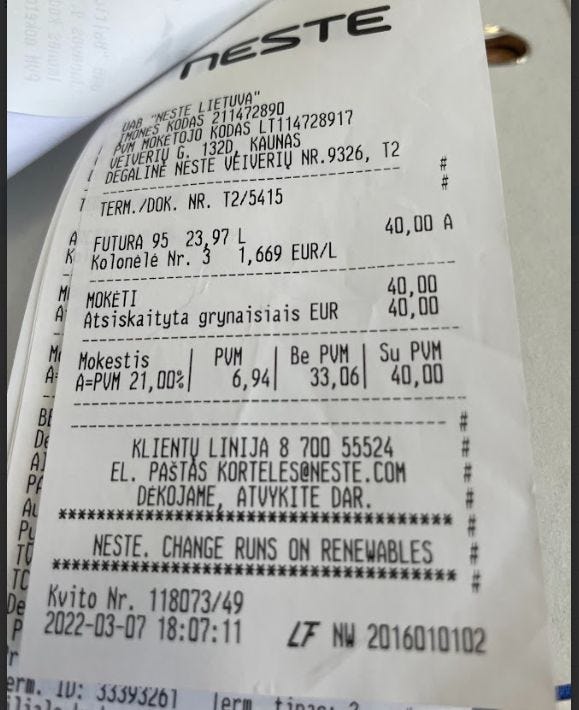 NESTE
UAB "NESTE LIETUVA"
ĮMONĖS KODAS 211472890
PVM MOKĖTOJO KODAS LT114728917
VEIVERIŲ G. 132D, KAUNAS
DEGALINĖ NESTE VEIVERIŲ NR.9326, T2
#
#
TERM./DOK. NR. T2/5415
FUTURA 95 23,97 L 40,00 A
Kolonėlė Nr. 3 1,669 EUR/L
MOKĖTI 40,00
Atsiskaityta grynaisiais EUR 40,00
Mokestis | PVM | Be PVM | Su PVM
A=PVM 21,00%| 6,94| 33,06| 40,00
#
KLIENTŲ LINIJA 8 700 55524 #
EL. PAŠTAS KORTELES@NESTE.COM #
DĖKOJAME, ATVYKITE DAR. #
**************************************** #
NESTE. CHANGE RUNS ON RENEWABLES #
**************************************** #
Kvito Nr. 118073/49
2022-03-07 18:07:11 LF NW 2016010102
erm. ID: 33393261 Term